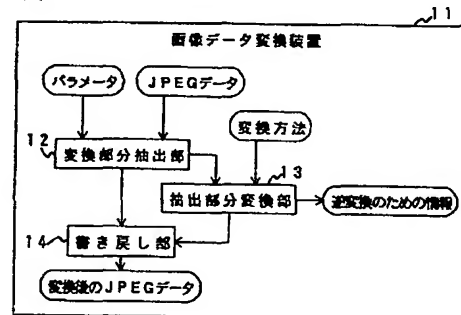 11
画像データ変換装置
パラメータ
JPEGデータ
変換方法
12
変換部分抽出部
13
抽出部分変換部
逆変換のための情報
14
書き戻し部
変換後のJPEGデータ